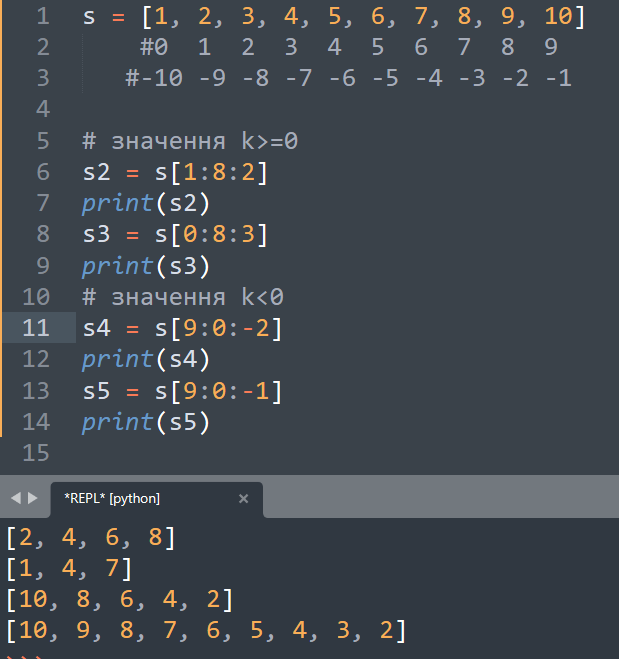 1 s = [1, 2, 3, 4, 5, 6, 7, 8, 9, 10]
2 #0 1 2 3 4 5 6 7 8 9
3 #-10 -9 -8 -7 -6 -5 -4 -3 -2 -1
4
5 # значення k>=0
6 s2 = s[1:8:2]
7 print(s2)
8 s3 = s[0:8:3]
9 print(s3)
10 # значення k<0
11 s4 = s[9:0:-2]
12 print(s4)
13 s5 = s[9:0:-1]
14 print(s5)
15
*REPL* [python] ×
[2, 4, 6, 8]
[1, 4, 7]
[10, 8, 6, 4, 2]
[10, 9, 8, 7, 6, 5, 4, 3, 2]
>>>